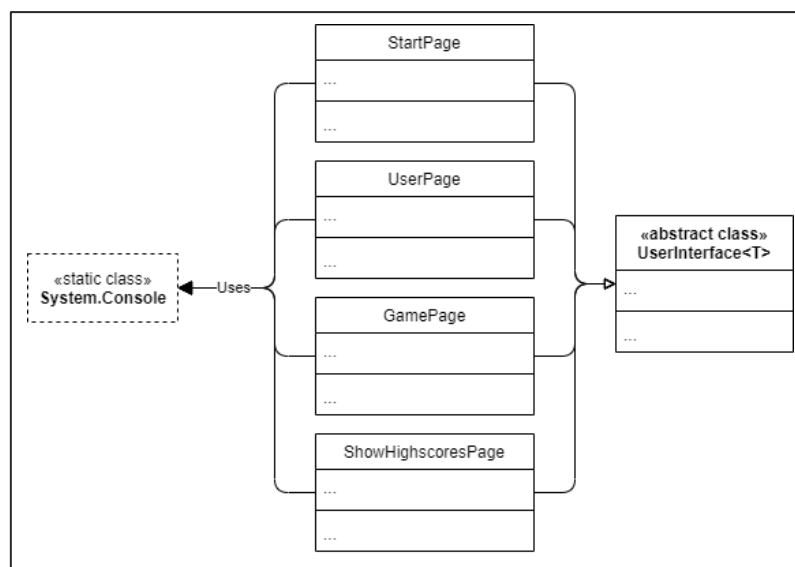 StartPage
...
...
UserPage
...
...
«static class»
System.Console
Uses
GamePage
...
...
ShowHighscoresPage
...
...
«abstract class»
UserInterface<T>
...
...